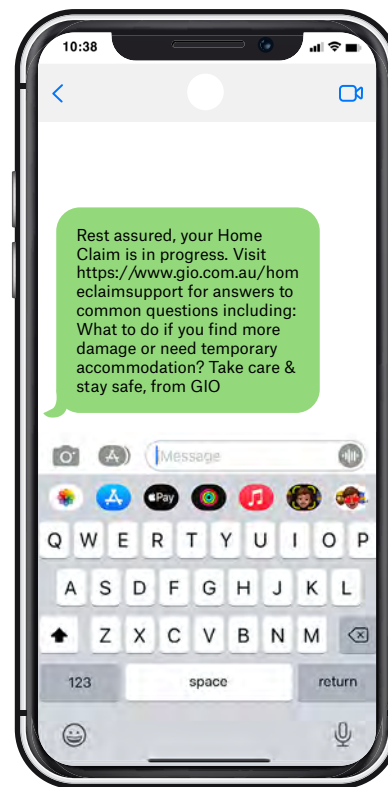 10:38
Rest assured, your Home
Claim is in progress. Visit
https://www.gio.com.au/hom
eclaimsupport for answers to
common questions including:
What to do if you find more
damage or need temporary
accommodation? Take care &
stay safe, from GIO
Message
Pay
Q W E R T Y U I O P
A S D F G H J K L
Z X C V B N M
123 space return